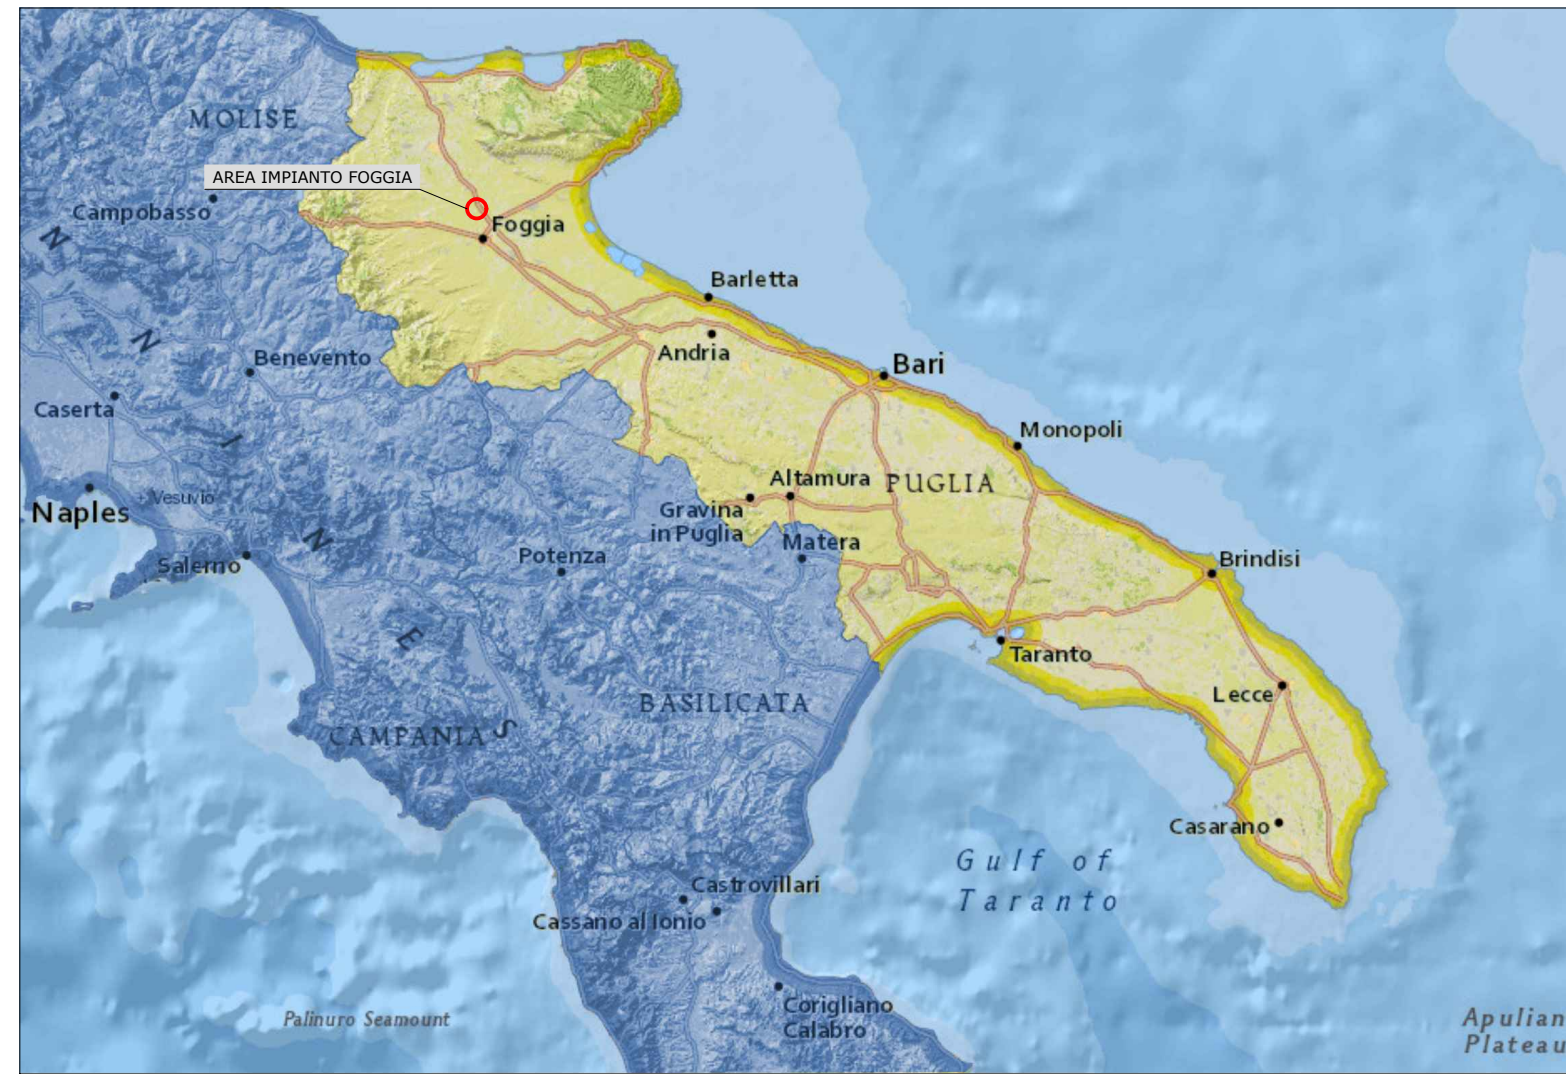 MOLISE
AREA IMPIANTO FOGGIA
Campobasso
Foggia
Barletta
Andria
Benevento
Bari
Caserta
Monopoli
Altamura
PUGLIA
Vesuvio
Naples
Gravina
in Puglia
Matera
Potenza
Salerno
Brindisi
Taranto
Lecce
BASILICATA
CAMPANIA
N
N
I
N
E
S
Casarano
Gulf of
Taranto
Castrovillari
Cassano al Ionio
Corigliano
Calabro
Palinuro Seamount
Apulian
Plateau